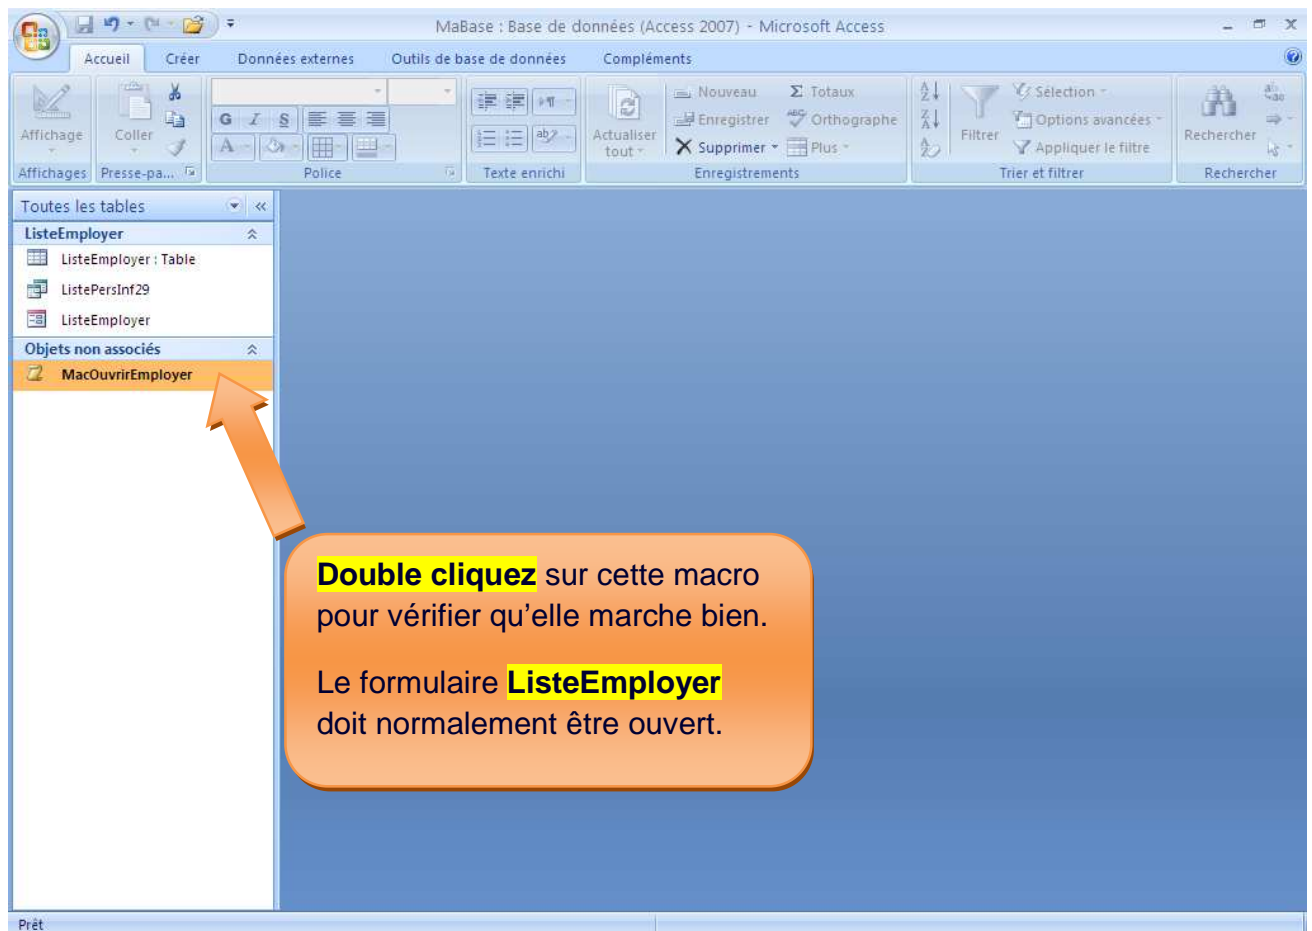 MaBase : Base de données (Access 2007) - Microsoft Access
Accueil Créer Données externes Outils de base de données Compléments
Affichage
Coller
G I S
A
ab
Actualiser tout
Nouveau
Enregistrer
Supprimer
Σ Totaux
Orthographe
Plus
Filtrer
Sélection
Options avancées
Appliquer le filtre
Rechercher
Affichages Presse-pa... Police Texte enrichi Enregistrements Trier et filtrer Rechercher
Toutes les tables
ListeEmployer
ListeEmployer : Table
ListePersInf29
ListeEmployer
Objets non associés
MacOuvrirEmployer
Double cliquez sur cette macro
pour vérifier qu’elle marche bien.
Le formulaire ListeEmployer
doit normalement être ouvert.
Prêt